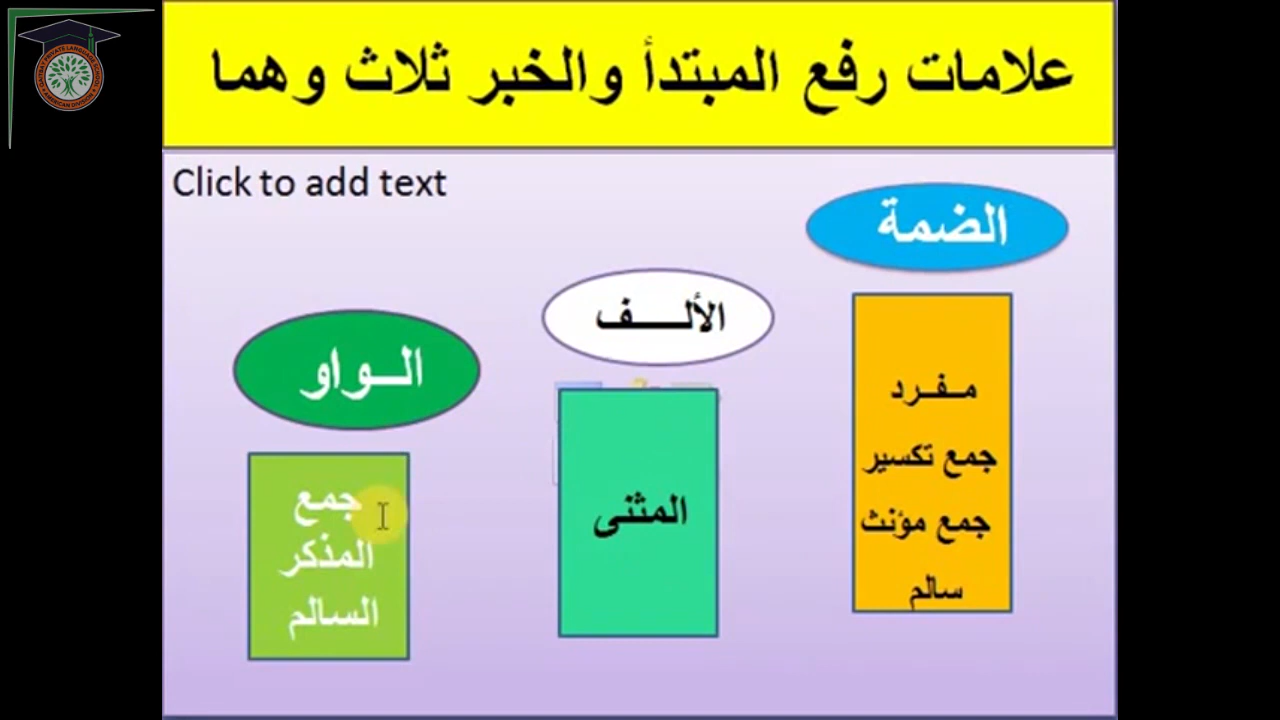 علامات رفع المبتدأ والخبر ثلاث وهما
Click to add text
الضمة
مـفـرد
جمع تكسير
جمع مؤنث
سالم
الألــــف
المثنى
الــواو
جمع
المذكر
السالم